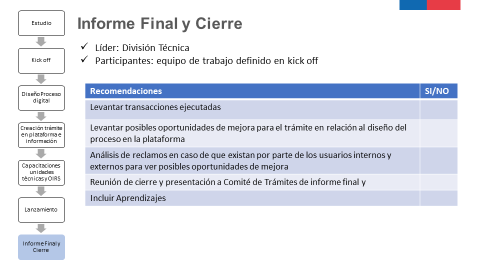 Informe Final y Cierre
✓ Líder: División Técnica
✓ Participantes: equipo de trabajo definido en kick off
Estudio
Kick off
Diseño Proceso
digital
Creación trámite
en plataforma e
Información
Capacitaciones
unidades
técnicas y OIRS
Lanzamiento
Informe Final y
Cierre
Recomendaciones SI/NO
Levantar transacciones ejecutadas
Levantar posibles oportunidades de mejora para el trámite en relación al diseño del
proceso en la plataforma
Análisis de reclamos en caso de que existan por parte de los usuarios internos y
externos para ver posibles oportunidades de mejora
Reunión de cierre y presentación a Comité de Trámites de informe final y
Incluir Aprendizajes